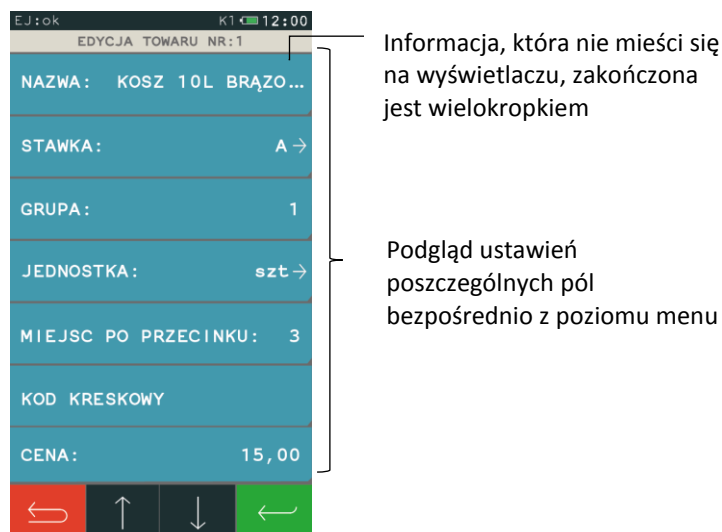 EJ:ok K1 12:00
EDYCJA TOWARU NR:1
NAZWA: KOSZ 10L BRĄZO...
STAWKA: A→
GRUPA: 1
JEDNOSTKA: szt→
MIEJSC PO PRZECINKU: 3
KOD KRESKOWY
CENA: 15,00
Informacja, która nie mieści się
na wyświetlaczu, zakończona
jest wielokropkiem
Podgląd ustawień
poszczególnych pól
bezpośrednio z poziomu menu